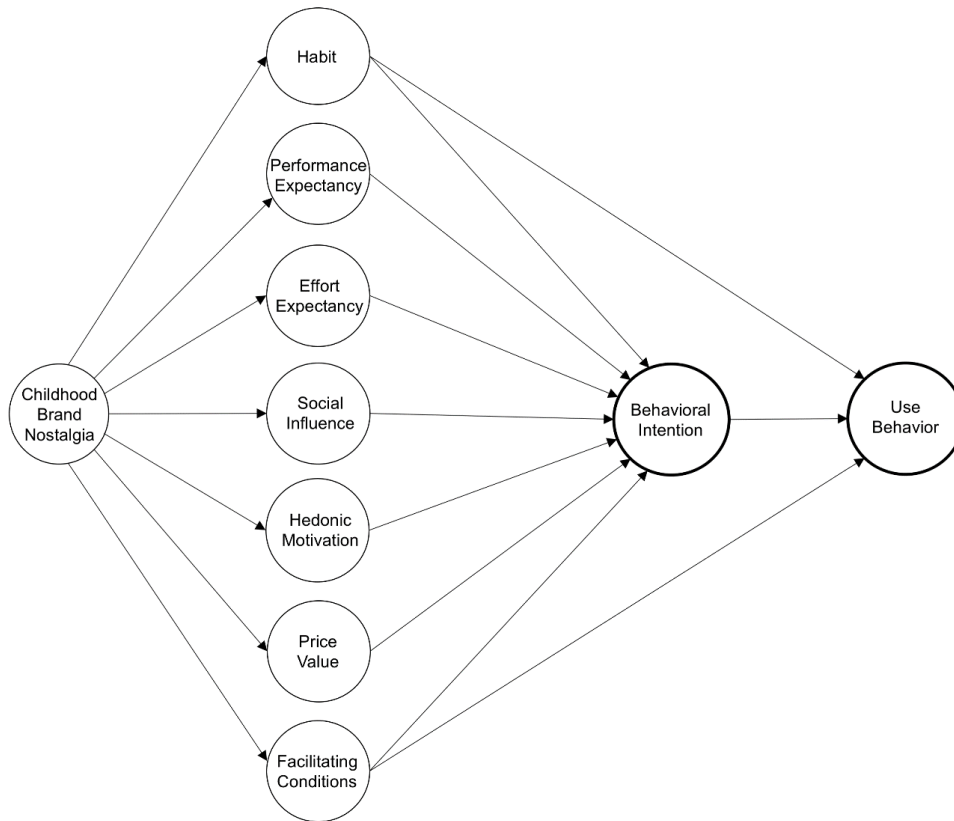 Habit
Performance
Expectancy
Effort
Expectancy
Childhood
Brand
Nostalgia
Social
Influence
Behavioral
Intention
Use
Behavior
Hedonic
Motivation
Price
Value
Facilitating
Conditions